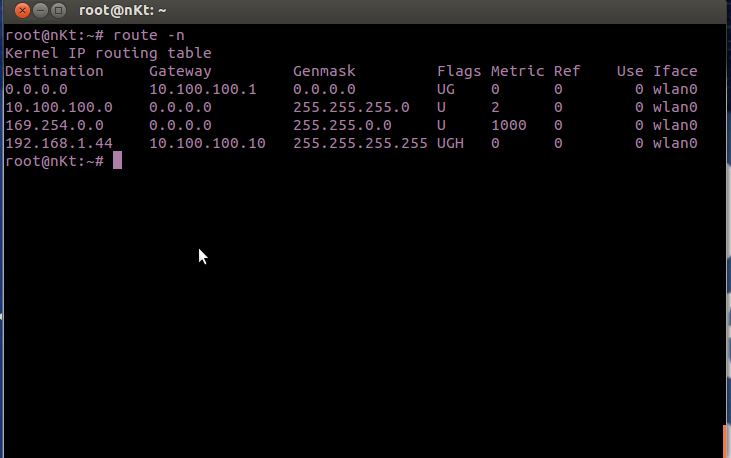 root@nKt: ~
root@nKt:~# route -n
Kernel IP routing table
Destination     Gateway         Genmask         Flags Metric Ref    Use Iface
0.0.0.0         10.100.100.1    0.0.0.0         UG    0      0        0 wlan0
10.100.100.0    0.0.0.0         255.255.255.0   U     2      0        0 wlan0
169.254.0.0     0.0.0.0         255.255.0.0     U     1000   0        0 wlan0
192.168.1.44    10.100.100.10   255.255.255.255 UGH   0      0        0 wlan0
root@nKt:~#